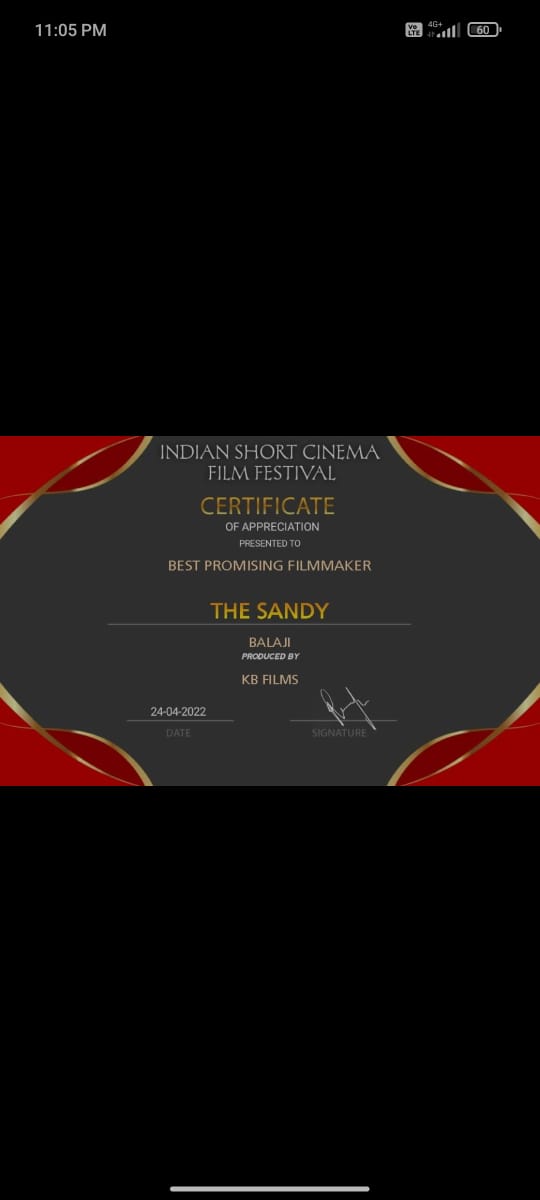 11:05 PM
Vo LTE 4G+ 60
INDIAN SHORT CINEMA
FILM FESTIVAL
CERTIFICATE
OF APPRECIATION
PRESENTED TO
BEST PROMISING FILMMAKER
THE SANDY
BALAJI
PRODUCED BY
KB FILMS
24-04-2022
DATE
SIGNATURE